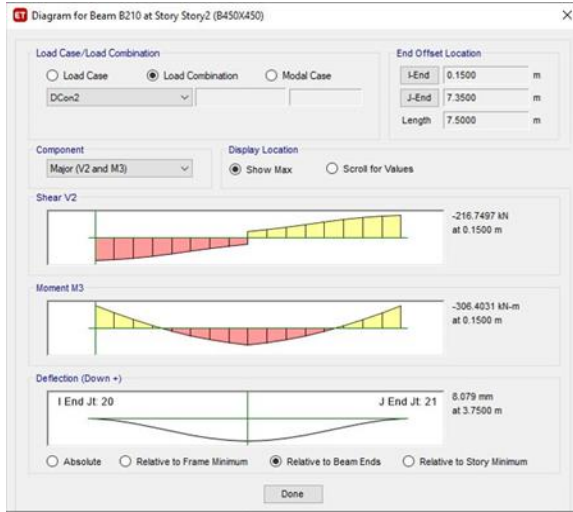 Diagram for Beam B210 at Story Story2 (B450X450)
Load Case/Load Combination
Load Case
Load Combination
Modal Case
DCon2
End Offset Location
I-End 0.1500 m
J-End 7.3500 m
Length 7.5000 m
Component
Major (V2 and M3)
Display Location
Show Max
Scroll for Values
Shear V2
-216.7497 kN
at 0.1500 m
Moment M3
-306.4031 kN-m
at 0.1500 m
Deflection (Down +)
I End Jt: 20
J End Jt: 21
8.079 mm
at 3.7500 m
Absolute
Relative to Frame Minimum
Relative to Beam Ends
Relative to Story Minimum
Done